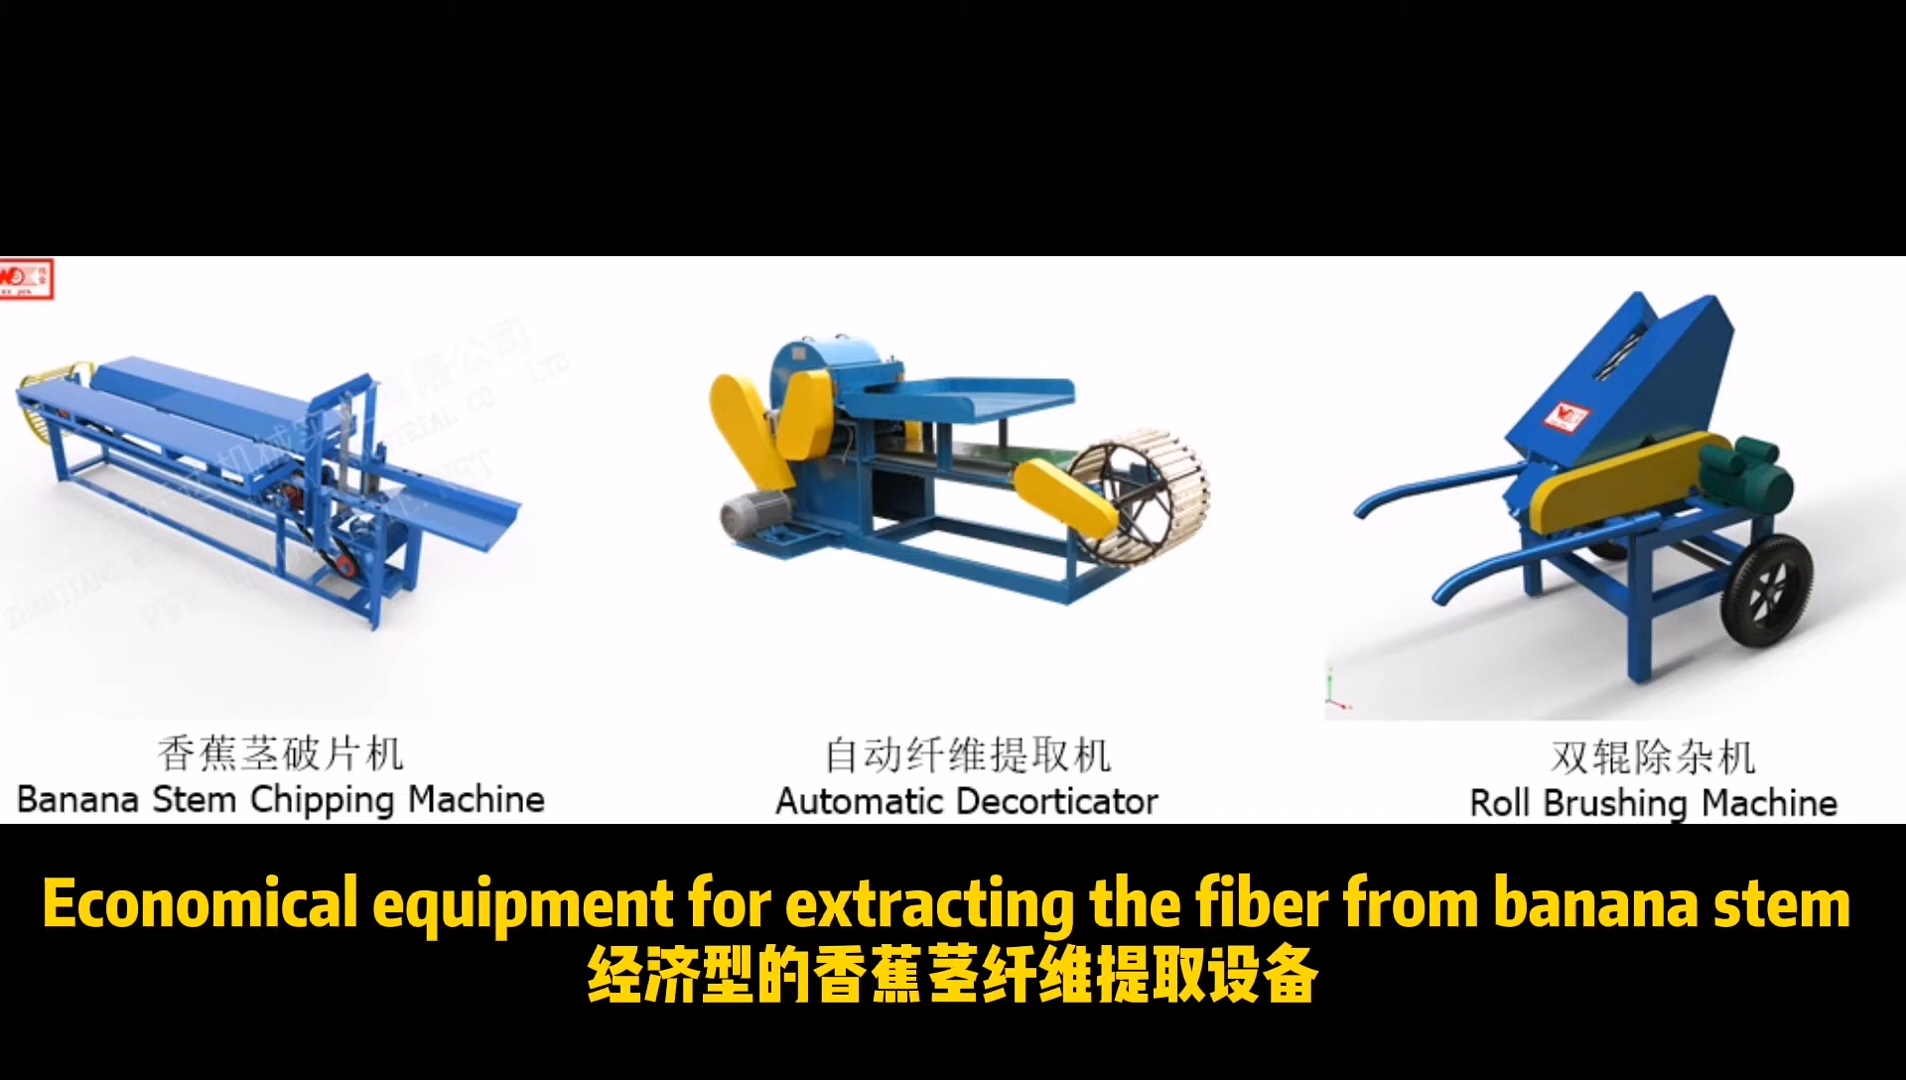 香蕉茎破片机
Banana Stem Chipping Machine
自动纤维提取机
Automatic Decorticator
双辊除杂机
Roll Brushing Machine
Economical equipment for extracting the fiber from banana stem
经济型的香蕉茎纤维提取设备